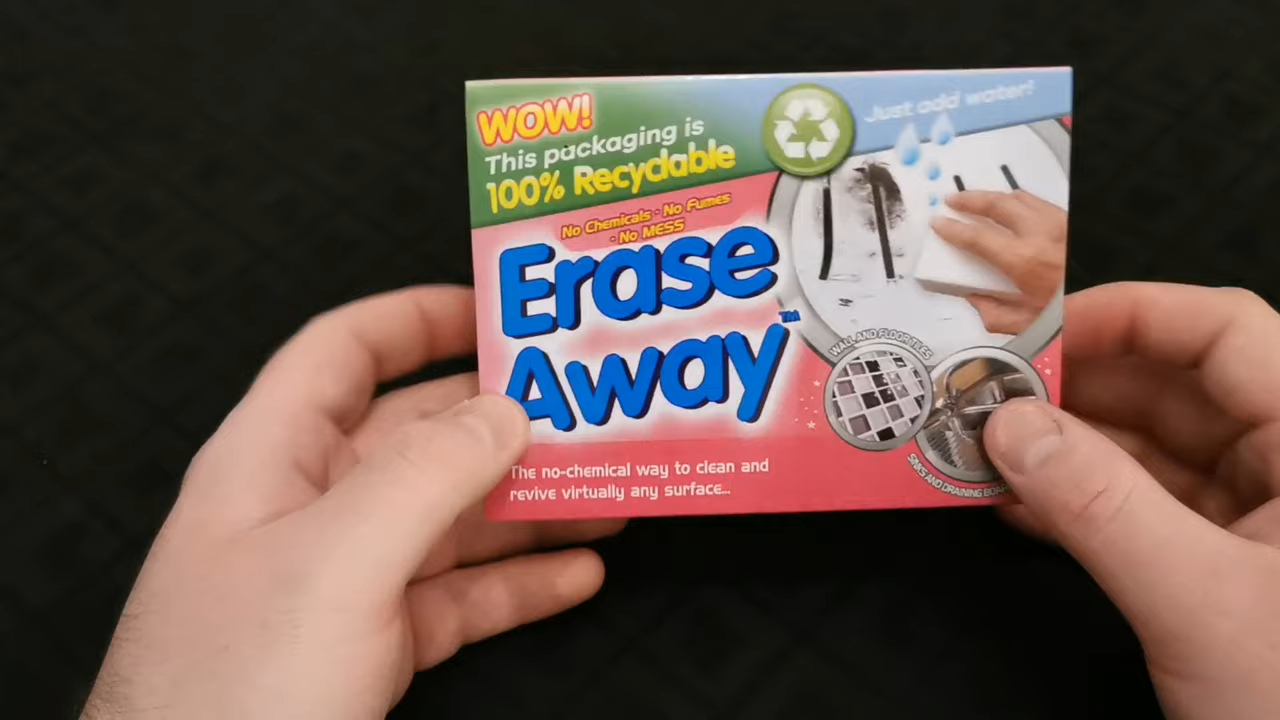 WOW!
This packaging is
100% Recyclable
Just add water!
No Chemicals · No Fumes
· No MESS
Erase
Away™
WALL AND FLOOR TILES
SINKS AND DRAINING
The no-chemical way to clean and
revive virtually any surface...